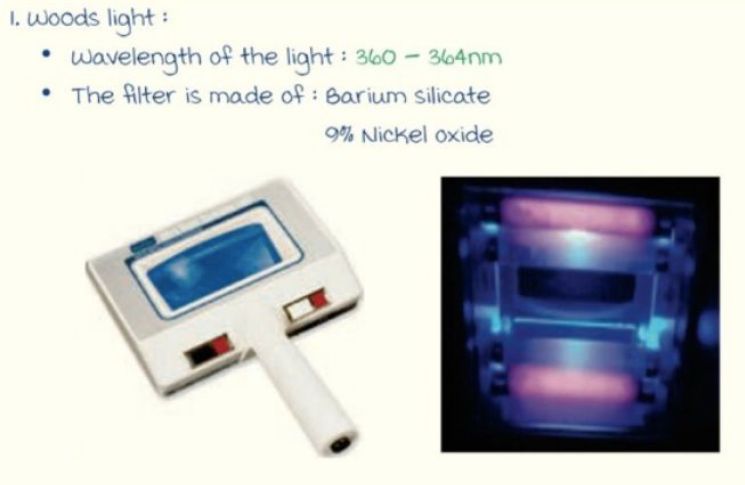 1. Woods light :
• Wavelength of the light : 360 - 364nm
• The filter is made of : Barium silicate
9% Nickel oxide